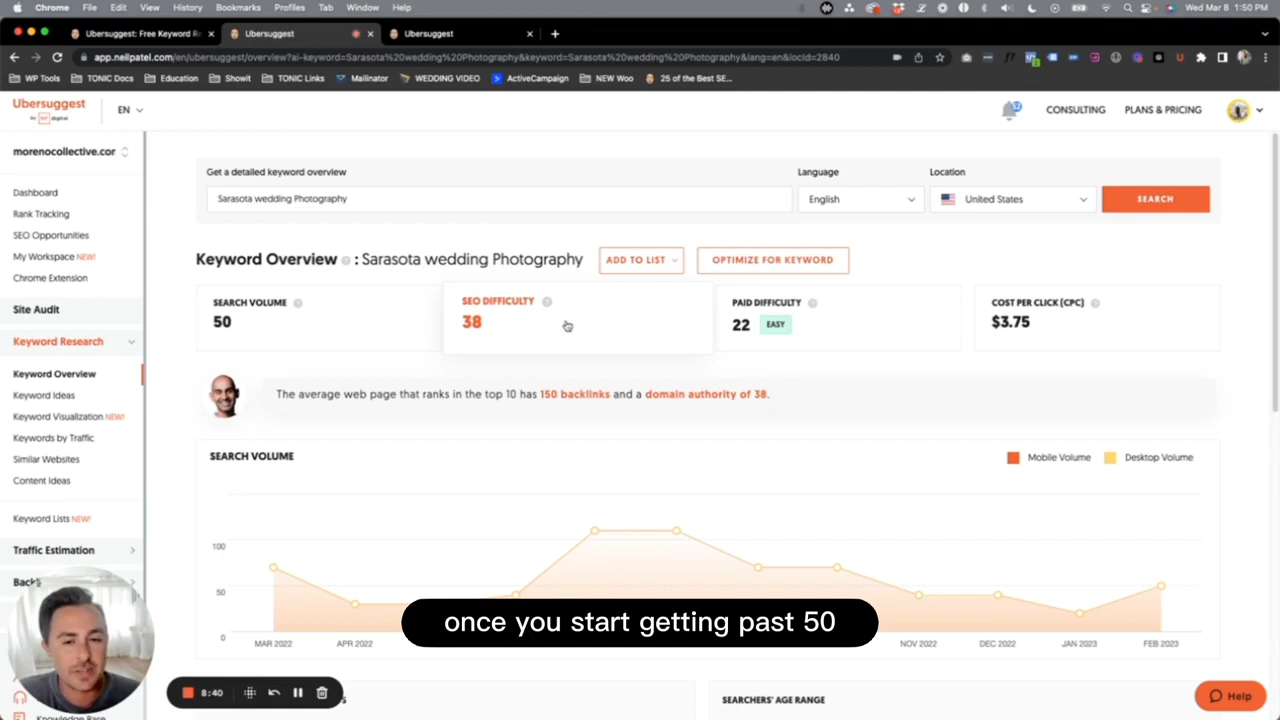 Chrome File Edit View History Bookmarks Profiles Tab Window Help Wed Mar 8 1:50 PM
Ubersuggest: Free Keyword R Ubersuggest Ubersuggest
app.neilpatel.com/en/ubersuggest/overview?ai-keyword=Sarasota%20wedding%20Photography&keyword=Sarasota%20wedding%20Photography&lang=en&locId=2840
WP Tools TONIC Docs Education Showit TONIC Links Mailinator WEDDING VIDEO ActiveCampaign NEW Woo 25 of the Best SE...
Ubersuggest
by NP digital
EN
CONSULTING PLANS & PRICING
morenocollective.cor
Dashboard
Rank Tracking
SEO Opportunities
My Workspace NEW!
Chrome Extension
Site Audit
Keyword Research
Keyword Overview
Keyword Ideas
Keyword Visualization NEW!
Keywords by Traffic
Similar Websites
Content Ideas
Keyword Lists NEW!
Traffic Estimation
Back
Knowledge Base
Get a detailed keyword overview Language Location
Sarasota wedding Photography English United States SEARCH
Keyword Overview : Sarasota wedding Photography ADD TO LIST OPTIMIZE FOR KEYWORD
SEARCH VOLUME
50
SEO DIFFICULTY
38
PAID DIFFICULTY
22 EASY
COST PER CLICK (CPC)
$3.75
The average web page that ranks in the top 10 has 150 backlinks and a domain authority of 38.
SEARCH VOLUME Mobile Volume Desktop Volume
100
50
0
MAR 2022 APR 2022 NOV 2022 DEC 2022 JAN 2023 FEB 2023
once you start getting past 50
8:40
SEARCHERS' AGE RANGE
Help